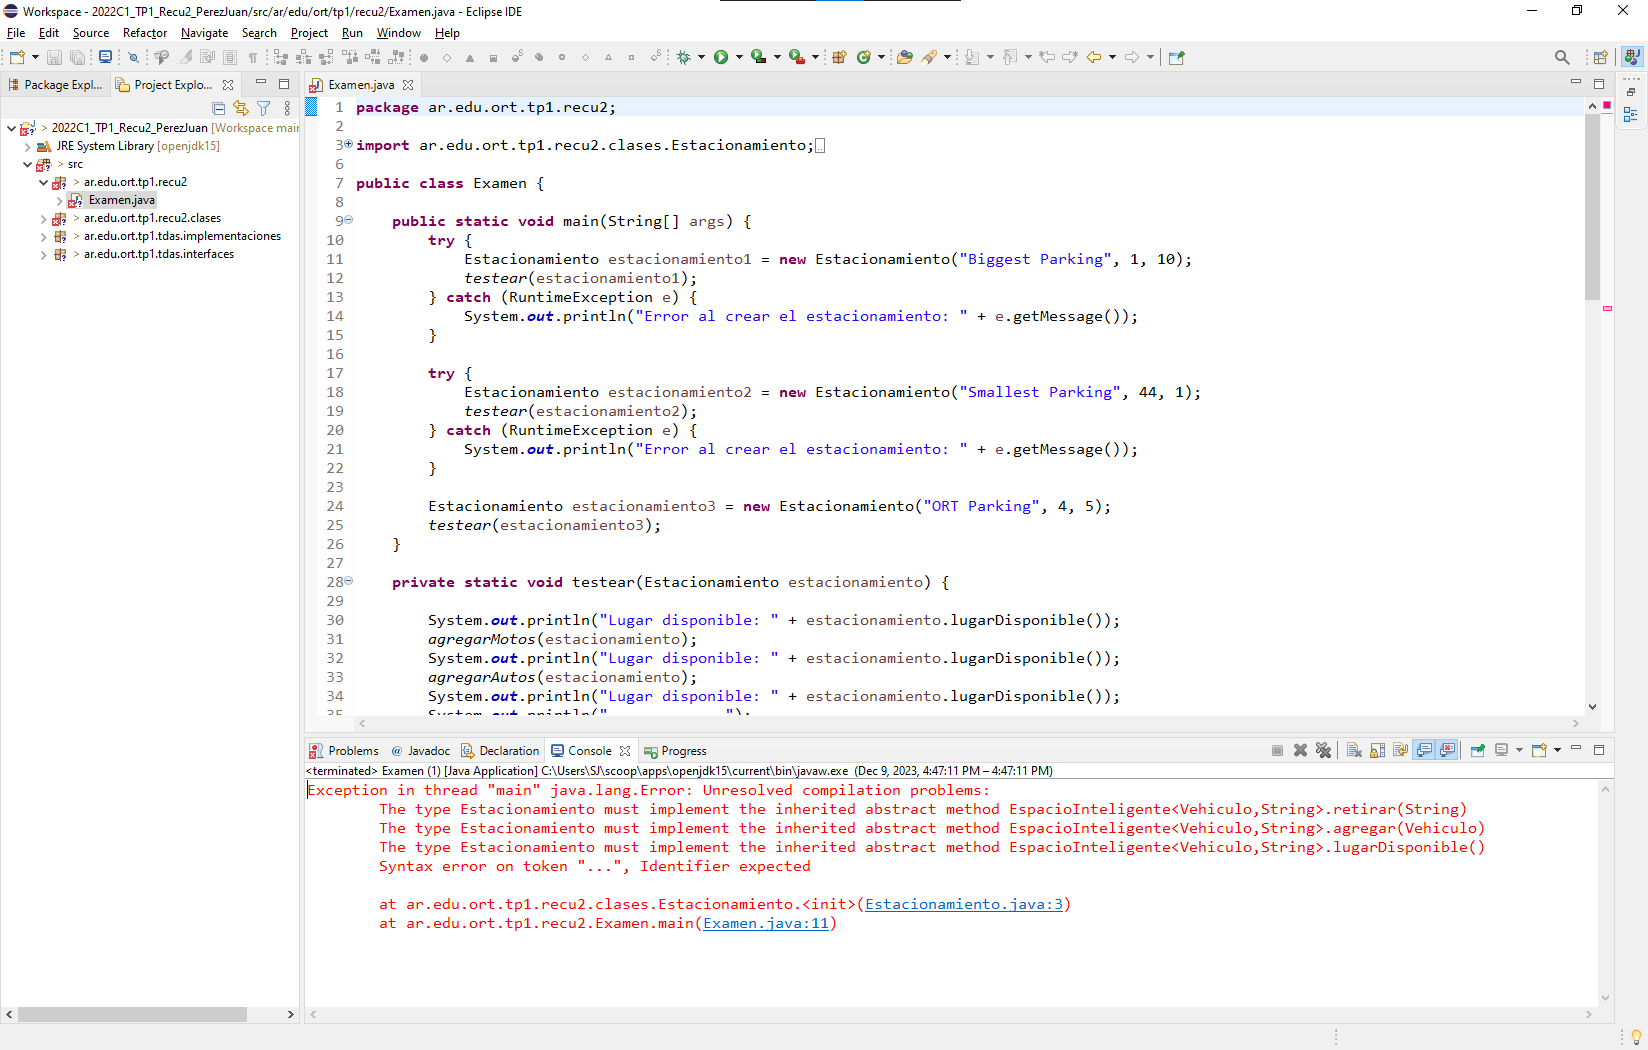 Workspace - 2022C1_TP1_Recu2_PerezJuan/src/ar/edu/ort/tp1/recu2/Examen.java - Eclipse IDE
File Edit Source Refactor Navigate Search Project Run Window Help
Package Expl... Project Explo... Examen.java
2022C1_TP1_Recu2_PerezJuan [Workspace main
JRE System Library [openjdk15]
src
ar.edu.ort.tp1.recu2
Examen.java
ar.edu.ort.tp1.recu2.clases
ar.edu.ort.tp1.tdas.implementaciones
ar.edu.ort.tp1.tdas.interfaces
1 package ar.edu.ort.tp1.recu2;
2
3 import ar.edu.ort.tp1.recu2.clases.Estacionamiento;
6
7 public class Examen {
8
9 public static void main(String[] args) {
10 try {
11 Estacionamiento estacionamiento1 = new Estacionamiento("Biggest Parking", 1, 10);
12 testear(estacionamiento1);
13 } catch (RuntimeException e) {
14 System.out.println("Error al crear el estacionamiento: " + e.getMessage());
15 }
16
17 try {
18 Estacionamiento estacionamiento2 = new Estacionamiento("Smallest Parking", 44, 1);
19 testear(estacionamiento2);
20 } catch (RuntimeException e) {
21 System.out.println("Error al crear el estacionamiento: " + e.getMessage());
22 }
23
24 Estacionamiento estacionamiento3 = new Estacionamiento("ORT Parking", 4, 5);
25 testear(estacionamiento3);
26 }
27
28 private static void testear(Estacionamiento estacionamiento) {
29
30 System.out.println("Lugar disponible: " + estacionamiento.lugarDisponible());
31 agregarMotos(estacionamiento);
32 System.out.println("Lugar disponible: " + estacionamiento.lugarDisponible());
33 agregarAutos(estacionamiento);
34 System.out.println("Lugar disponible: " + estacionamiento.lugarDisponible());
Problems Javadoc Declaration Console Progress
<terminated> Examen (1) [Java Application] C:\Users\SJ\scoop\apps\openjdk15\current\bin\javaw.exe (Dec 9, 2023, 4:47:11 PM – 4:47:11 PM)
Exception in thread "main" java.lang.Error: Unresolved compilation problems:
The type Estacionamiento must implement the inherited abstract method EspacioInteligente<Vehiculo,String>.retirar(String)
The type Estacionamiento must implement the inherited abstract method EspacioInteligente<Vehiculo,String>.agregar(Vehiculo)
The type Estacionamiento must implement the inherited abstract method EspacioInteligente<Vehiculo,String>.lugarDisponible()
Syntax error on token "...", Identifier expected
at ar.edu.ort.tp1.recu2.clases.Estacionamiento.<init>(Estacionamiento.java:3)
at ar.edu.ort.tp1.recu2.Examen.main(Examen.java:11)